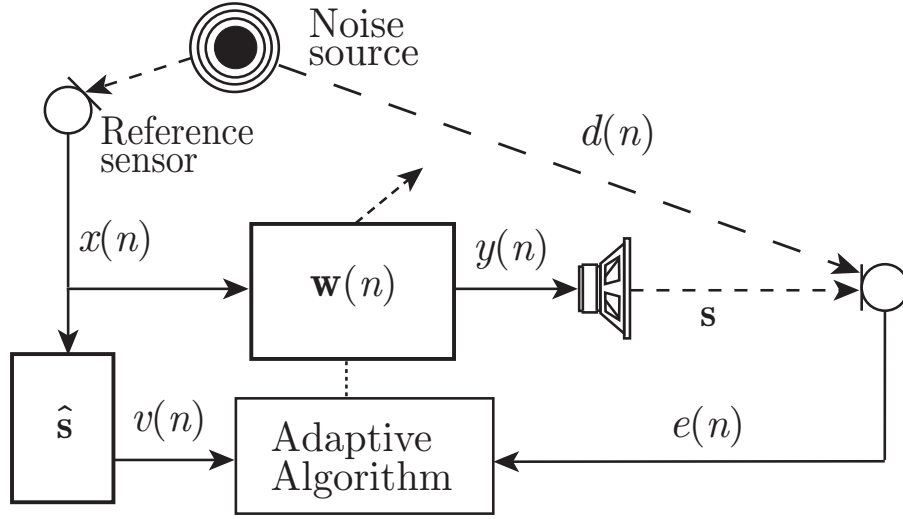 Noise
source
d(n)
Reference
sensor
x(n)
w(n)
y(n)
s
ŝ
v(n)
Adaptive
Algorithm
e(n)